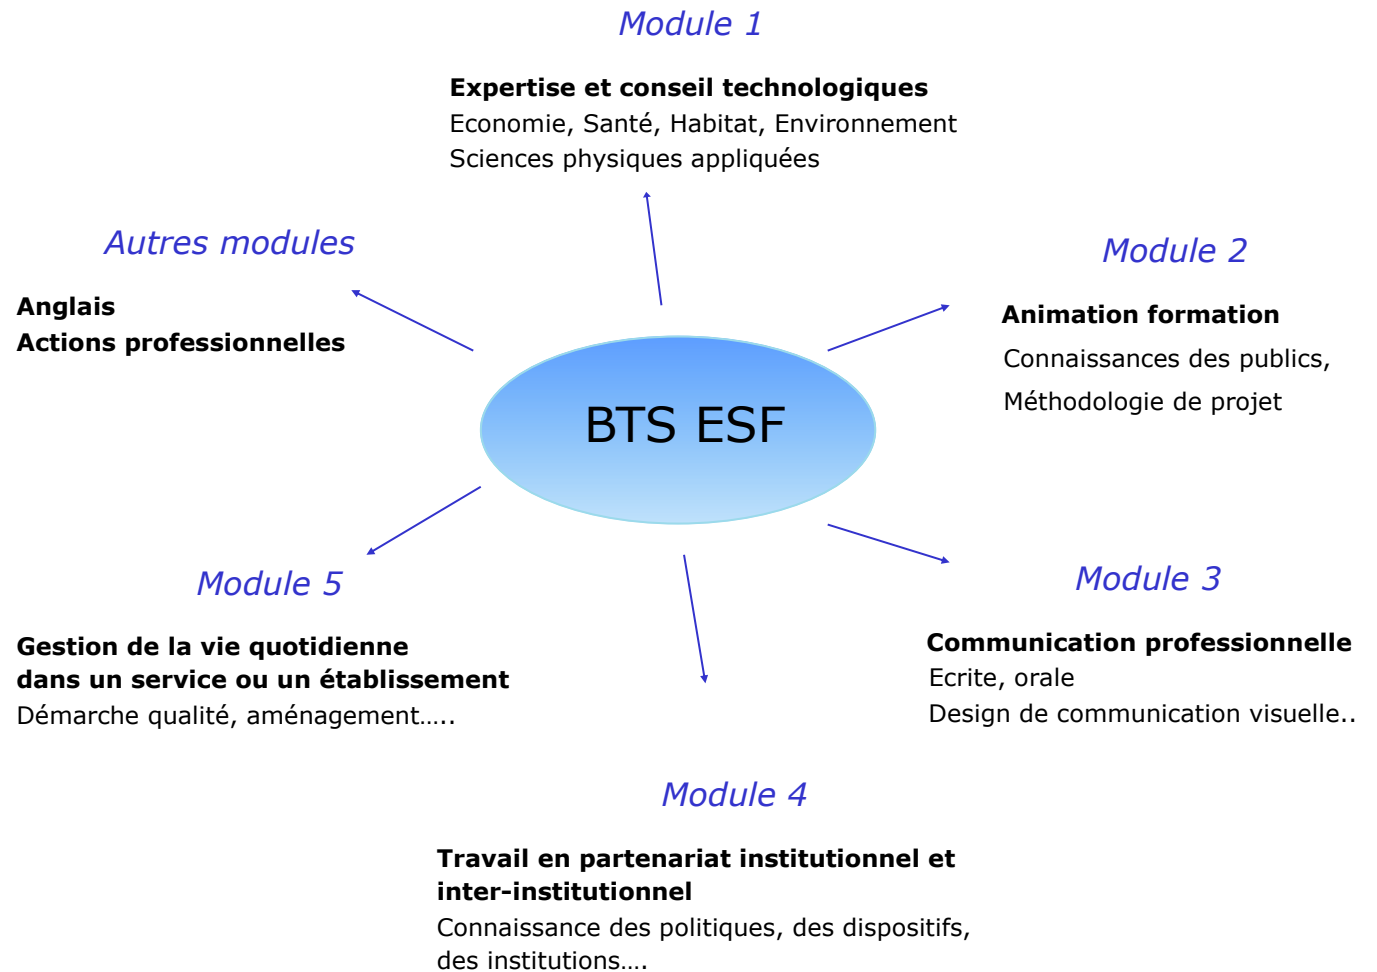 Module 1
Expertise et conseil technologiques
Economie, Santé, Habitat, Environnement
Sciences physiques appliquées
Autres modules
Anglais
Actions professionnelles
Module 2
Animation formation
Connaissances des publics,
Méthodologie de projet
BTS ESF
Module 5
Gestion de la vie quotidienne
dans un service ou un établissement
Démarche qualité, aménagement…..
Module 3
Communication professionnelle
Ecrite, orale
Design de communication visuelle..
Module 4
Travail en partenariat institutionnel et
inter-institutionnel
Connaissance des politiques, des dispositifs,
des institutions….